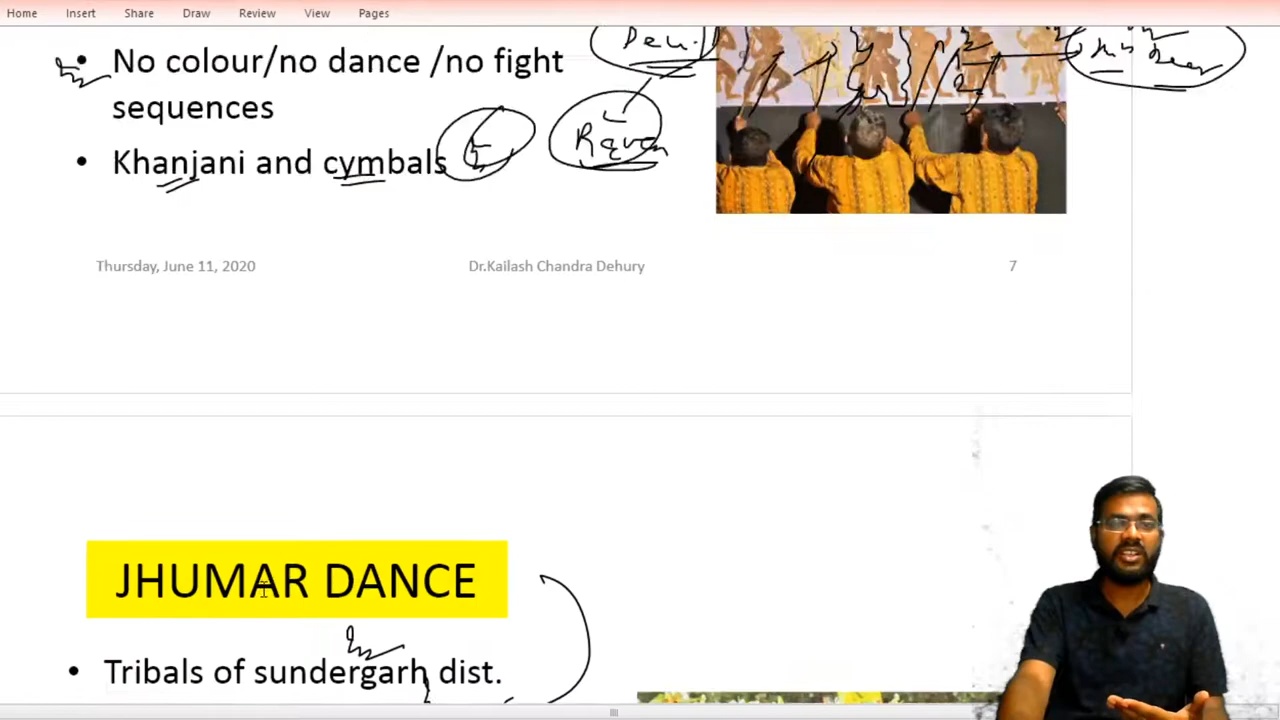 Home Insert Share Draw Review View Pages
• No colour/no dance /no fight
sequences
• Khanjani and cymbals
Ravan
Thursday, June 11, 2020 Dr.Kailash Chandra Dehury 7
JHUMAR DANCE
• Tribals of sundergarh dist.